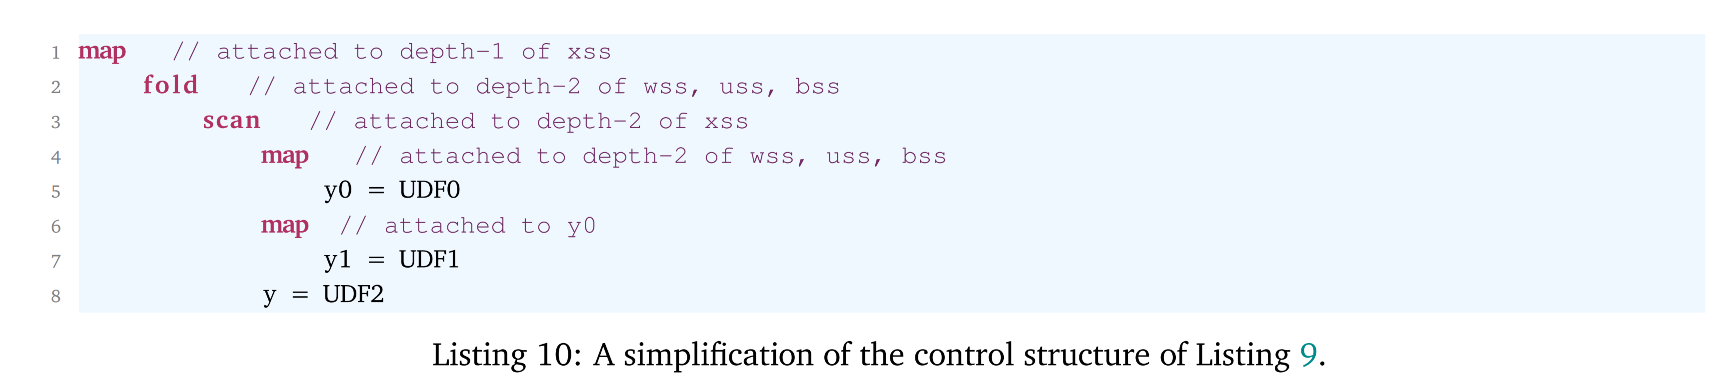 1 map // attached to depth-1 of xss
2 fold // attached to depth-2 of wss, uss, bss
3 scan // attached to depth-2 of xss
4 map // attached to depth-2 of wss, uss, bss
5 y0 = UDF0
6 map // attached to y0
7 y1 = UDF1
8 y = UDF2
Listing 10: A simplification of the control structure of Listing 9.